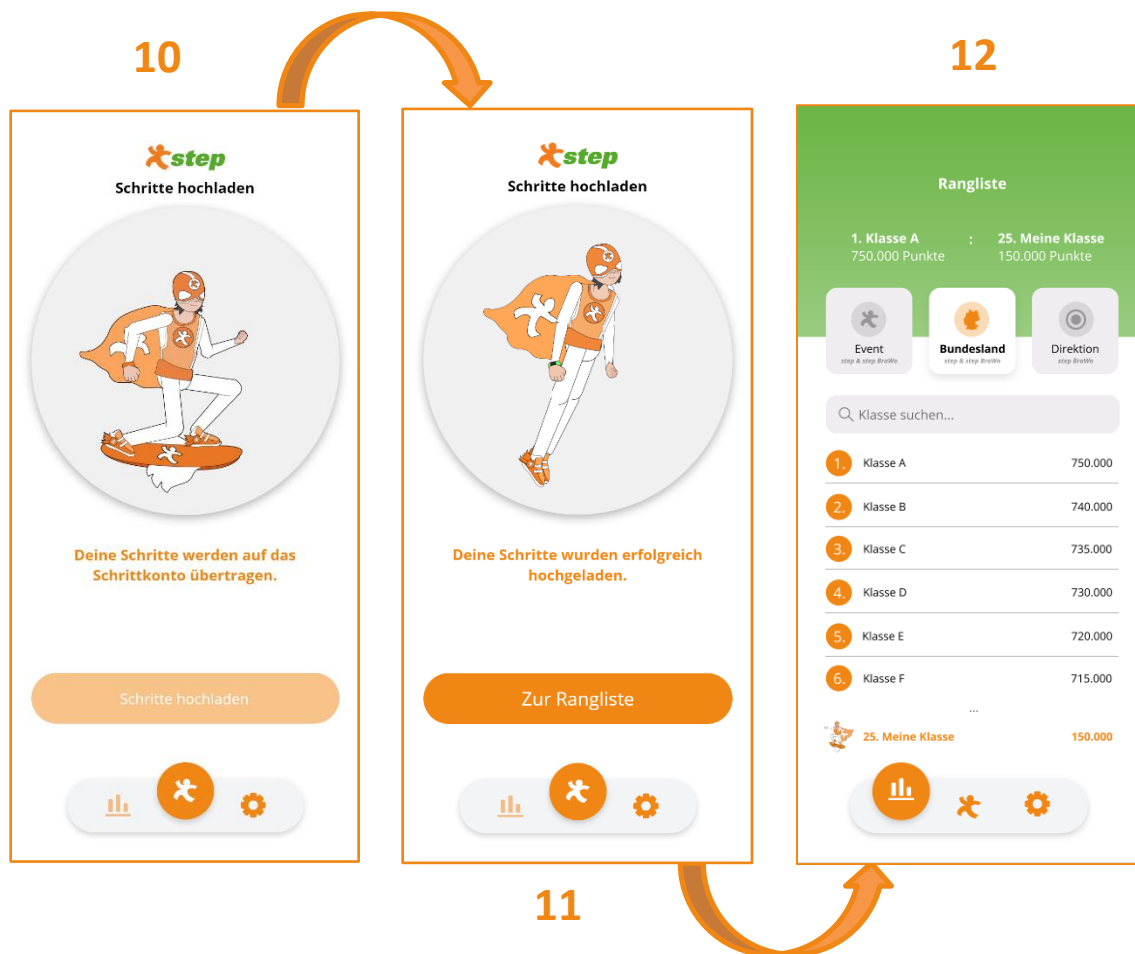 10
step
Schritte hochladen
Deine Schritte werden auf das
Schrittkonto übertragen.
Schritte hochladen
11
step
Schritte hochladen
Deine Schritte wurden erfolgreich
hochgeladen.
Zur Rangliste
12
Rangliste
1. Klasse A : 25. Meine Klasse
750.000 Punkte 150.000 Punkte
Event Bundesland Direktion
step & step BraWo step & step BraWo step BraWo
Klasse suchen...
1. Klasse A 750.000
2. Klasse B 740.000
3. Klasse C 735.000
4. Klasse D 730.000
5. Klasse E 720.000
6. Klasse F 715.000
...
25. Meine Klasse 150.000